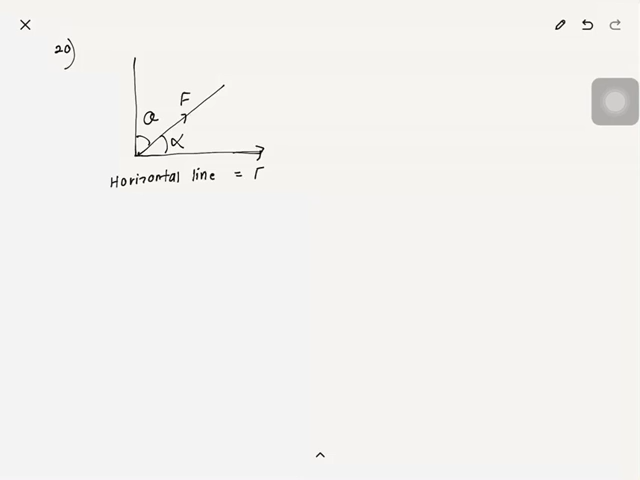 20)
F
θ
α
Horizontal line = F